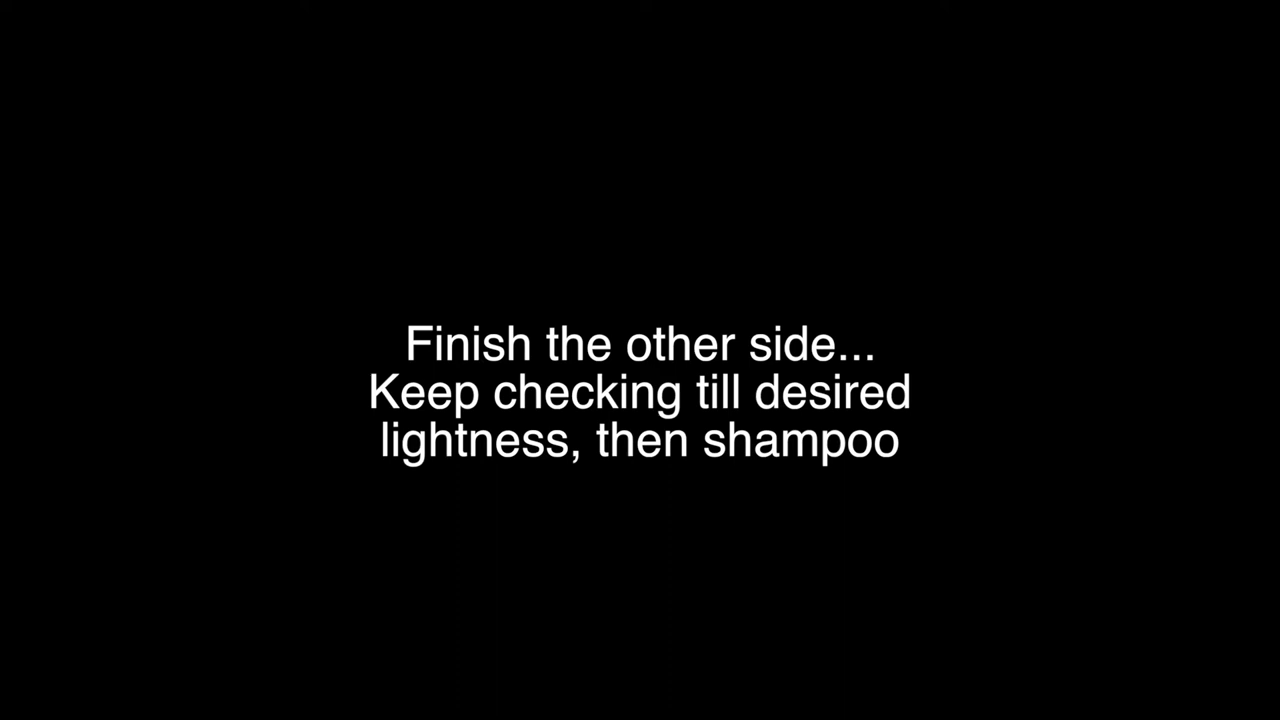 Finish the other side...
Keep checking till desired
lightness, then shampoo